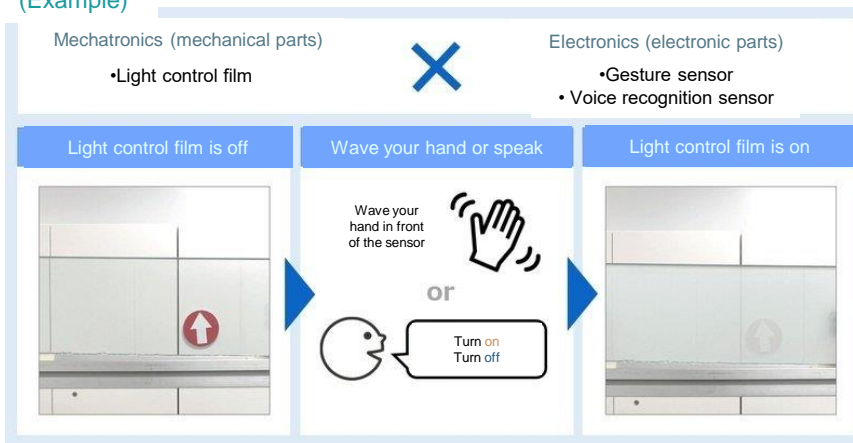 (Example)
Mechatronics (mechanical parts)
•Light control film
Electronics (electronic parts)
•Gesture sensor
• Voice recognition sensor
Light control film is off
Wave your hand or speak
Light control film is on
Wave your
hand in front
of the sensor
or
Turn on
Turn off